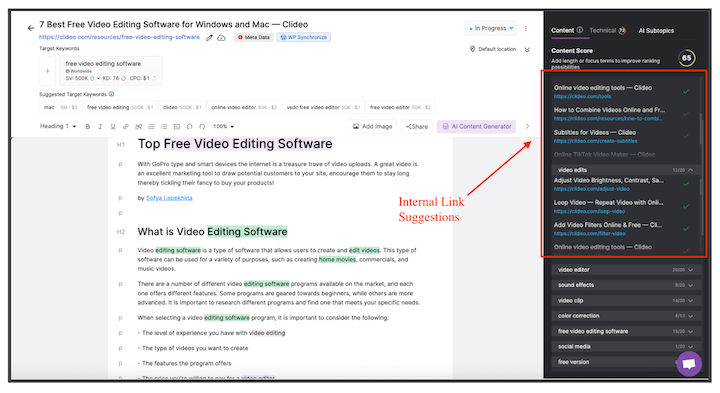 7 Best Free Video Editing Software for Windows and Mac — Clideo
https://clideo.com/resources/free-video-editing-software
Meta Data
WP Synchronize
In Progress
Default location
Target Keywords
+
free video editing software
Worldwide
SV: 500K KD: 76 CPC: $1
Suggested Target Keywords
mac 5M · $2
free video editing 500K · $1
clideo 500K · $1
online video editor 50K · $2
vsdc free video editor 50K · $1
free video editor 50K · $2
Heading 1
B I U
100%
Add Image
Share
AI Content Generator
H1 Top Free Video Editing Software
p With GoPro type and smart devices the internet is a treasure trove of video uploads. A great video is
an excellent marketing tool to draw potential customers to your site, encourage them to stay long
thereby tickling their fancy to buy your products!
p by Sofya Lapekhina
p
H2 What is Video Editing Software
p Video editing software is a type of software that allows users to create and edit videos. This type of
software can be used for a variety of purposes, such as creating home movies, commercials, and
music videos.
p There are a number of different video editing software programs available on the market, and each
one offers different features. Some programs are geared towards beginners, while others are more
advanced. It is important to research different programs and find one that meets your specific needs.
p When selecting a video editing software program, it is important to consider the following:
p - The level of experience you have with video editing
p - The type of videos you want to create
p - The features the program offers
p - The price you're willing to pay for a video editor
Internal Link
Suggestions
Content
Technical 73
AI Subtopics
Content Score
Add length or focus terms to improve ranking
possibilities
65
Online video editing tools — Clideo
https://clideo.com/tools
How to Combine Videos Online and Fr...
https://clideo.com/resources/how-to-combi...
Subtitles for Videos — Clideo
https://clideo.com/create-subtitles
Online TikTok Video Maker — Clideo
video edits 12/20
Adjust Video Brightness, Contrast, Sa...
https://clideo.com/adjust-video
Loop Video — Repeat Video with Onli...
https://clideo.com/loop-video
Add Video Filters Online & Free — Cli...
https://clideo.com/filter-video
Online video editing tools — Clideo
video editor 20/20
sound effects
video clip 14/20
color correction
free video editing software
social media 1/20
free version